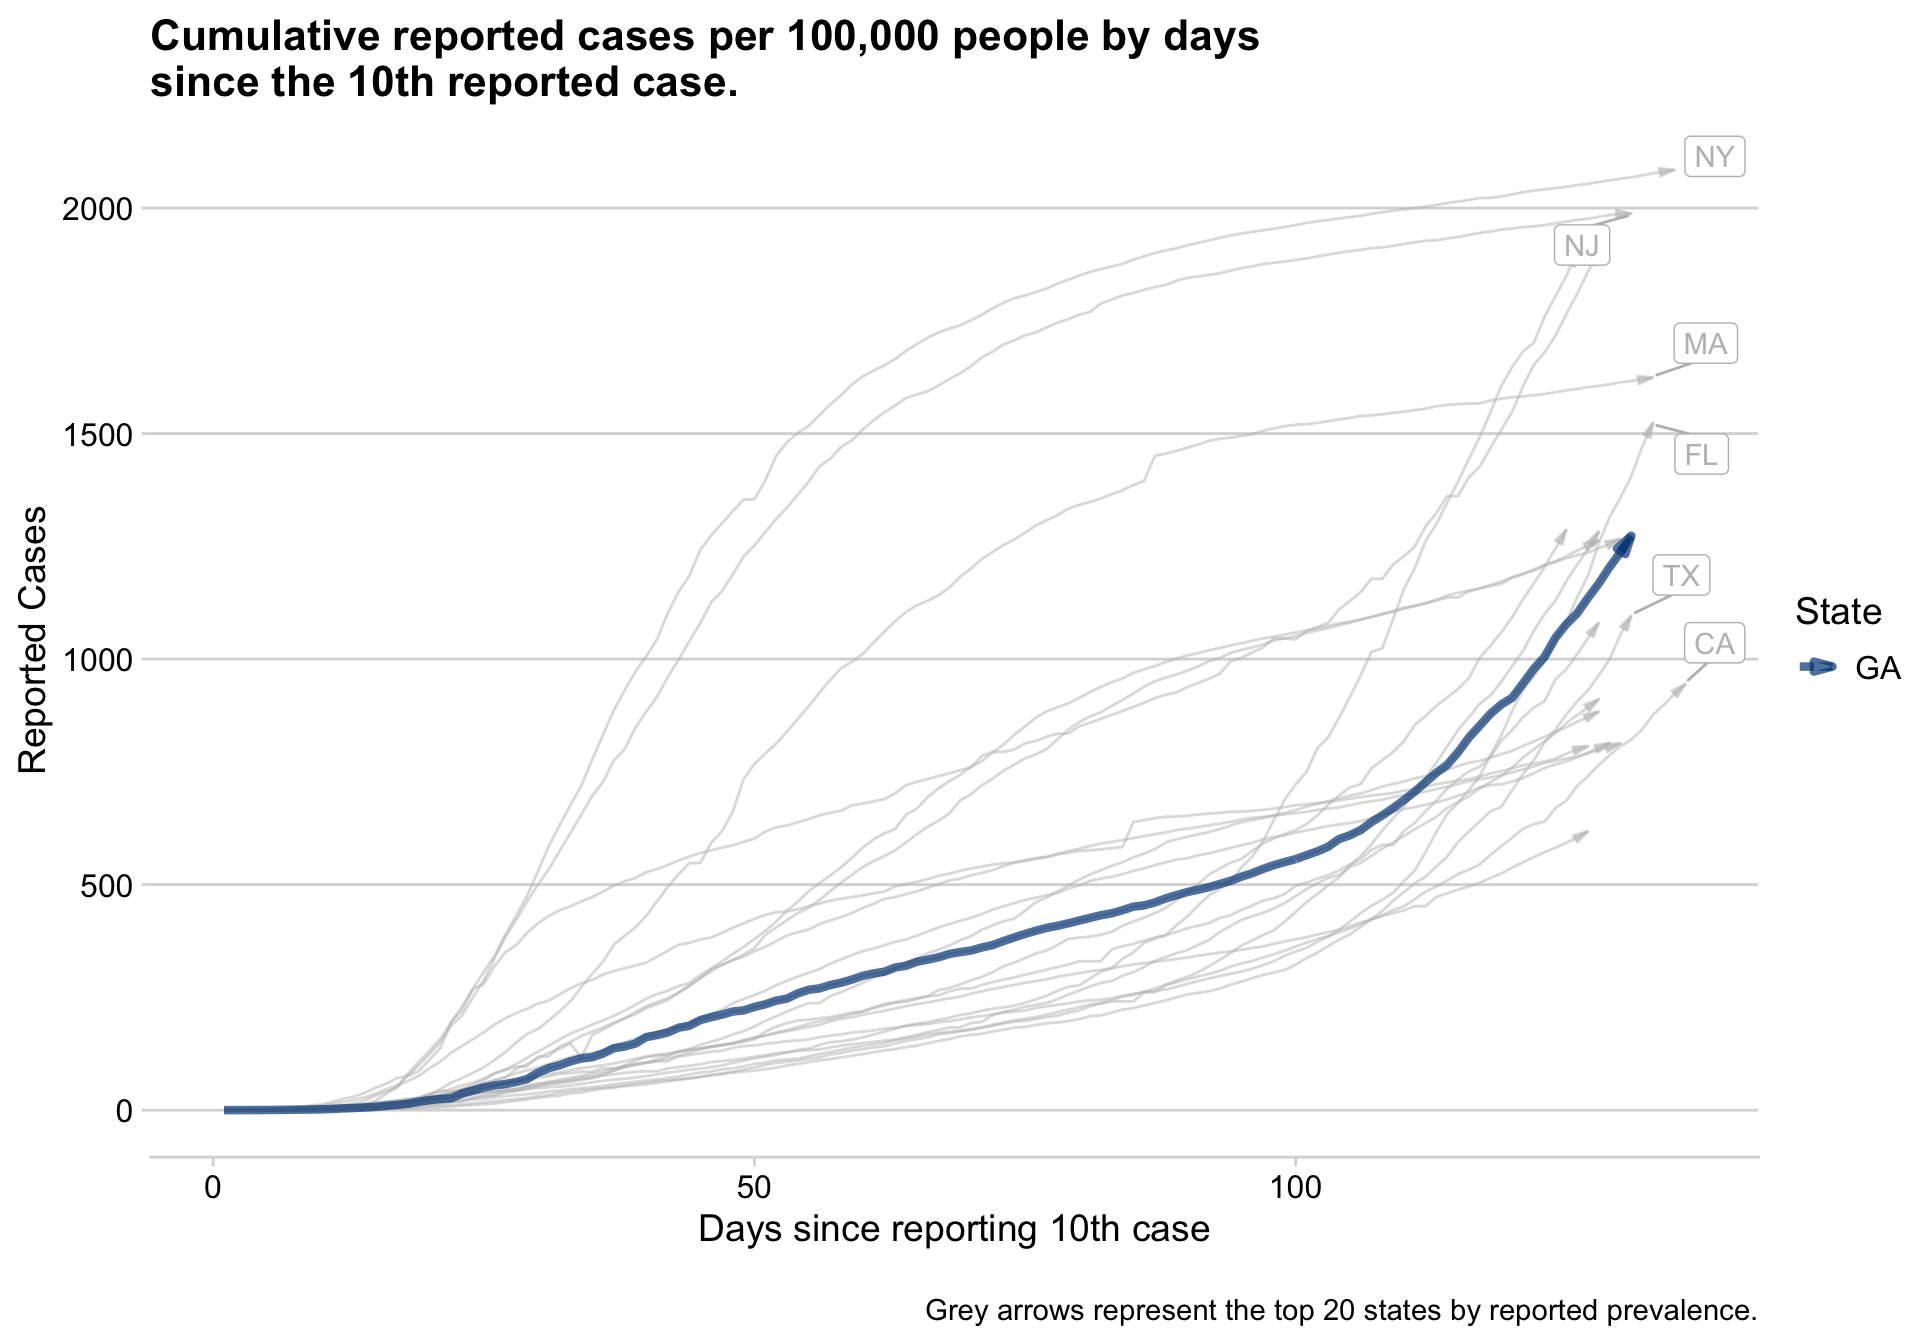 Cumulative reported cases per 100,000 people by days
since the 10th reported case.
NY
2000
NJ
MA
1500
FL
TX
State
CA
1000
GA
Reported Cases
500
0
0 50 100
Days since reporting 10th case
Grey arrows represent the top 20 states by reported prevalence.